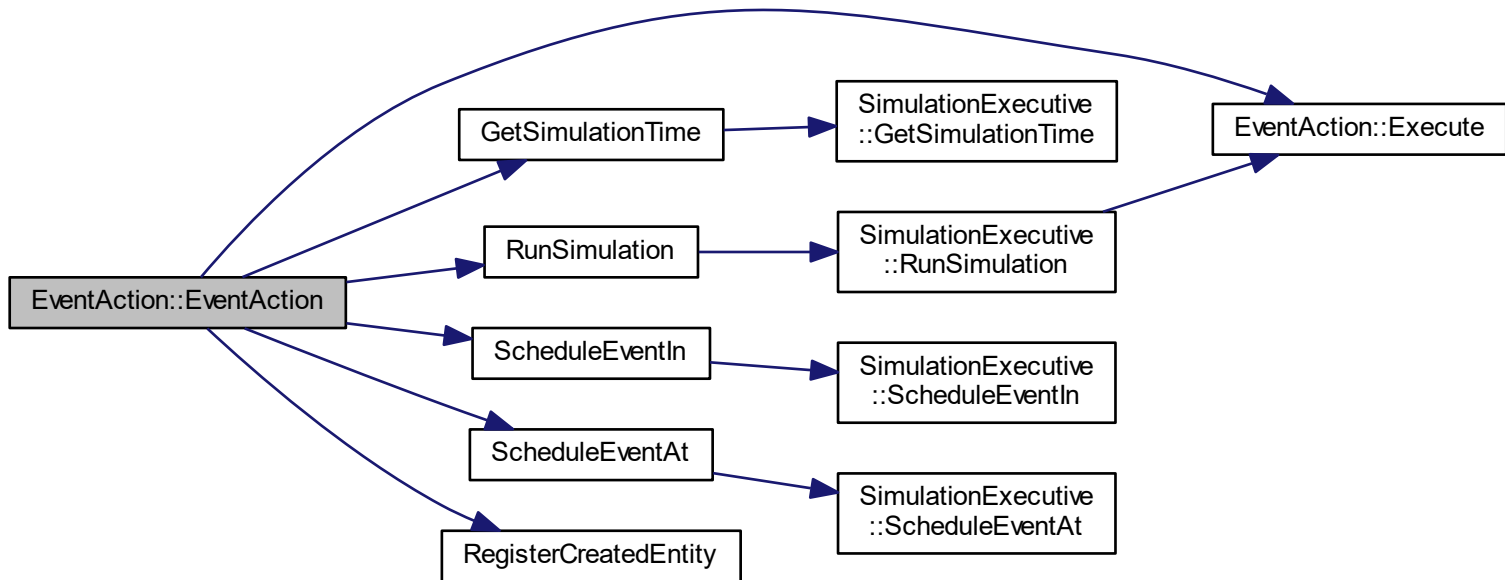 EventAction::EventAction
GetSimulationTime
RunSimulation
ScheduleEventIn
ScheduleEventAt
RegisterCreatedEntity
SimulationExecutive
::GetSimulationTime
SimulationExecutive
::RunSimulation
SimulationExecutive
::ScheduleEventIn
SimulationExecutive
::ScheduleEventAt
EventAction::Execute